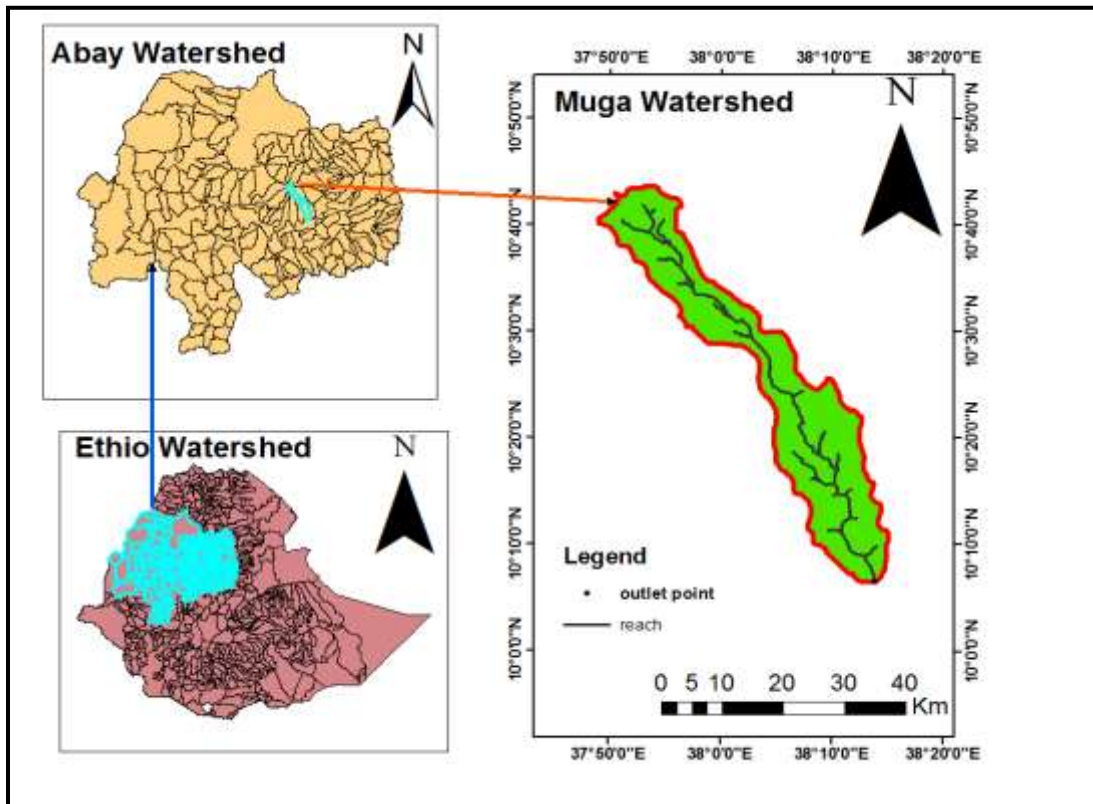 Abay Watershed
N
Ethio Watershed
N
37°50'0"E 38°0'0"E 38°10'0"E 38°20'0"E
Muga Watershed
N
10°50'0"N
10°40'0"N
10°30'0"N
10°20'0"N
10°10'0"N
10°0'0"N
10°50'0"N
10°40'0"N
10°30'0"N
10°20'0"N
10°10'0"N
10°0'0"N
Legend
outlet point
reach
0 5 10 20 30 40
Km
37°50'0"E 38°0'0"E 38°10'0"E 38°20'0"E